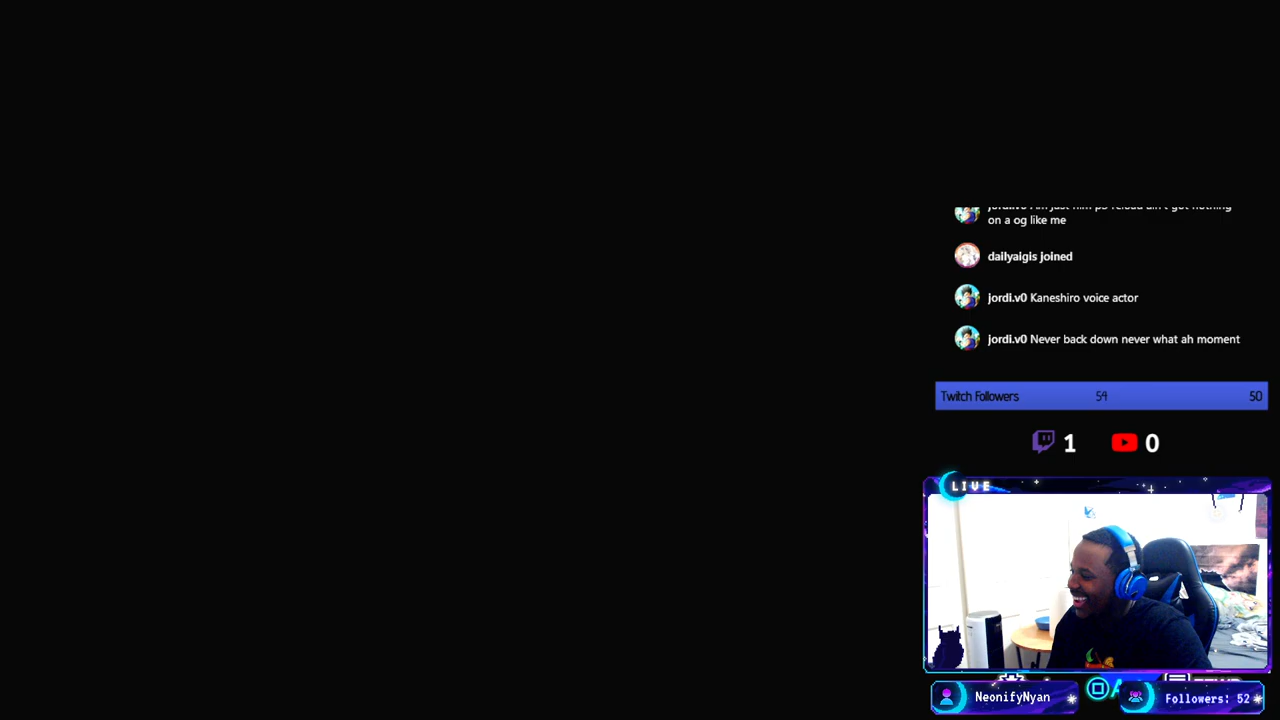 on a og like me
dailyaigis joined
jordi.v0 Kaneshiro voice actor
jordi.v0 Never back down never what ah moment
Twitch Followers 54 50
1 0
LIVE
NeonifyNyan Followers: 52